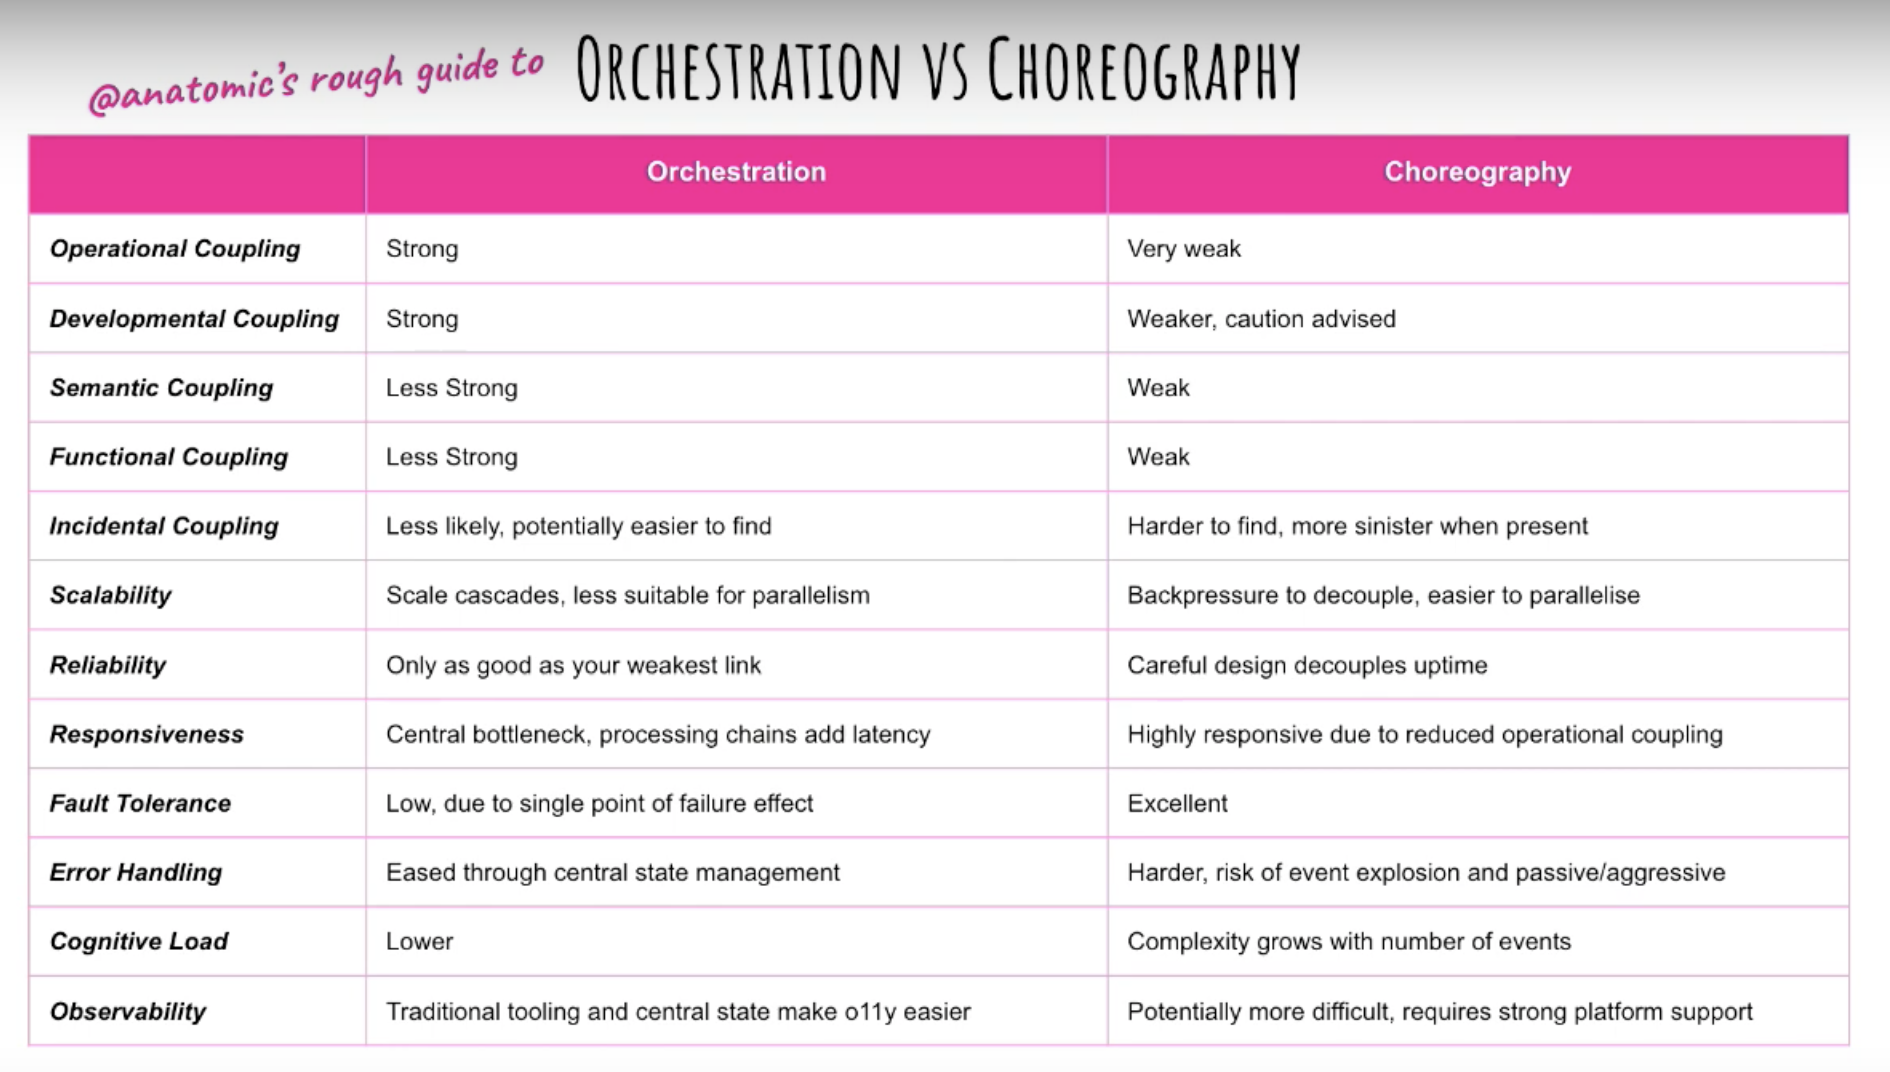 @anatomic's rough guide to ORCHESTRATION VS CHOREOGRAPHY
Orchestration Choreography
Operational Coupling Strong Very weak
Developmental Coupling Strong Weaker, caution advised
Semantic Coupling Less Strong Weak
Functional Coupling Less Strong Weak
Incidental Coupling Less likely, potentially easier to find Harder to find, more sinister when present
Scalability Scale cascades, less suitable for parallelism Backpressure to decouple, easier to parallelise
Reliability Only as good as your weakest link Careful design decouples uptime
Responsiveness Central bottleneck, processing chains add latency Highly responsive due to reduced operational coupling
Fault Tolerance Low, due to single point of failure effect Excellent
Error Handling Eased through central state management Harder, risk of event explosion and passive/aggressive
Cognitive Load Lower Complexity grows with number of events
Observability Traditional tooling and central state make o11y easier Potentially more difficult, requires strong platform support